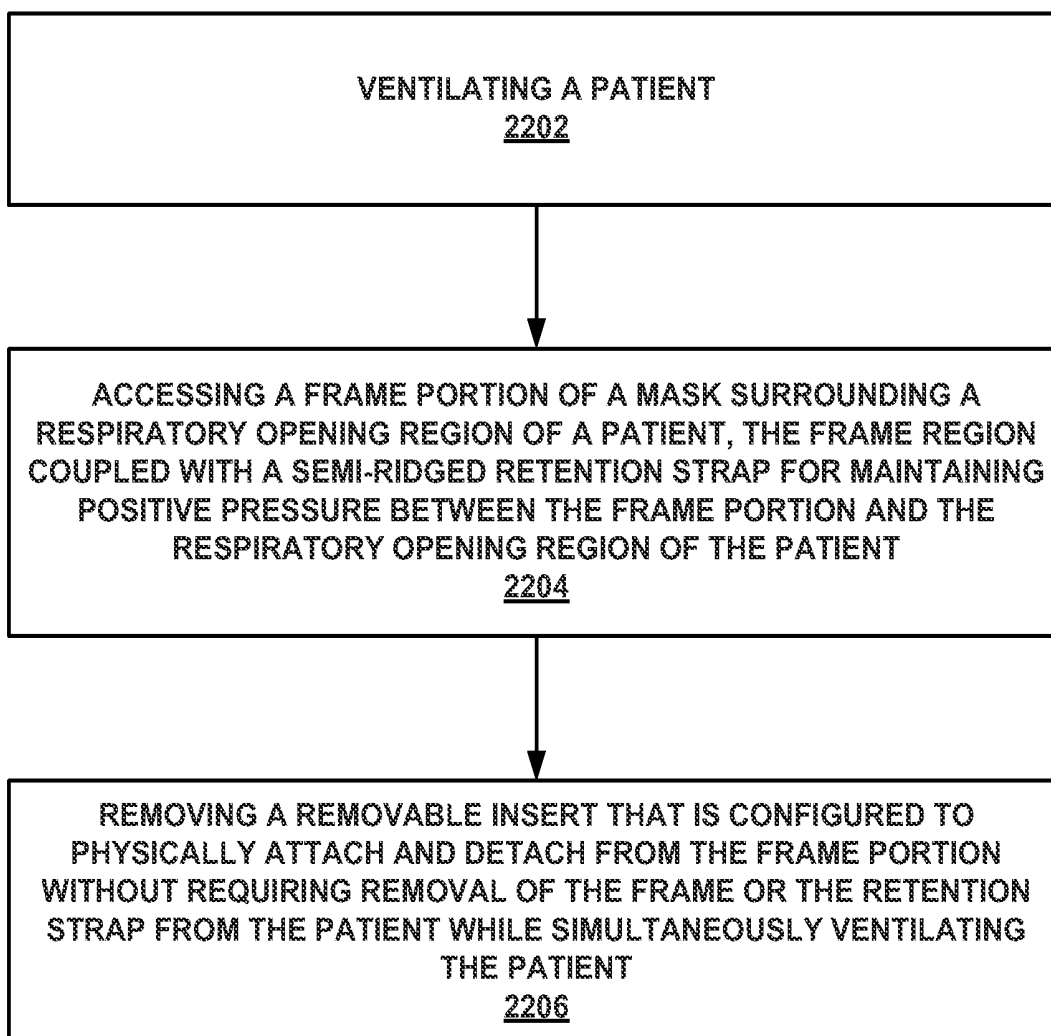 VENTILATING A PATIENT
2202
ACCESSING A FRAME PORTION OF A MASK SURROUNDING A
RESPIRATORY OPENING REGION OF A PATIENT, THE FRAME REGION
COUPLED WITH A SEMI-RIDGED RETENTION STRAP FOR MAINTAINING
POSITIVE PRESSURE BETWEEN THE FRAME PORTION AND THE
RESPIRATORY OPENING REGION OF THE PATIENT
2204
REMOVING A REMOVABLE INSERT THAT IS CONFIGURED TO
PHYSICALLY ATTACH AND DETACH FROM THE FRAME PORTION
WITHOUT REQUIRING REMOVAL OF THE FRAME OR THE RETENTION
STRAP FROM THE PATIENT WHILE SIMULTANEOUSLY VENTILATING
THE PATIENT
2206